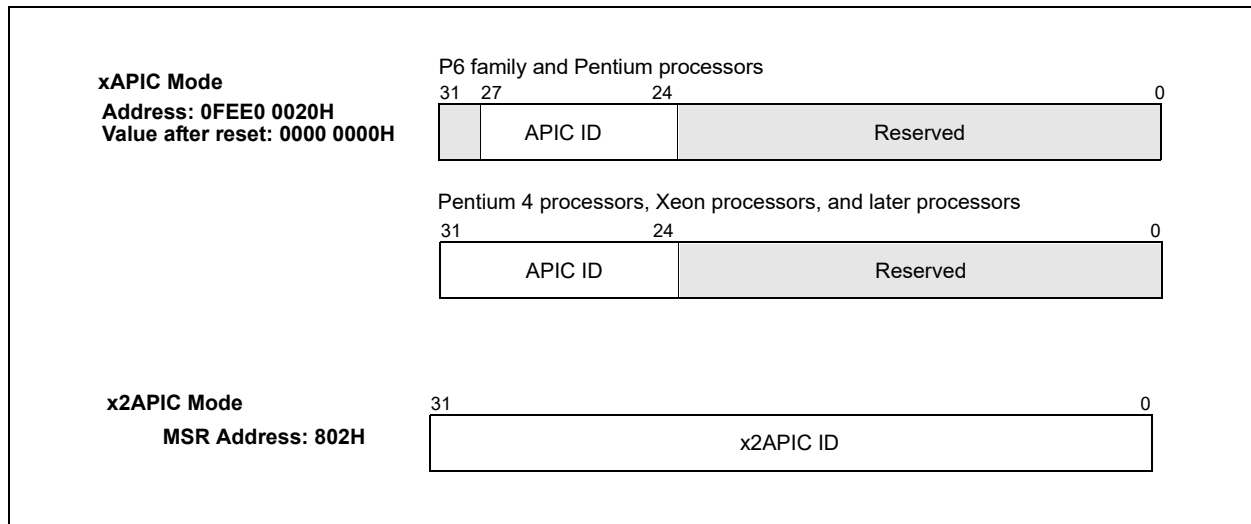 P6 family and Pentium processors
xAPIC Mode
Address: 0FEE0 0020H
Value after reset: 0000 0000H
31 27 24 0
APIC ID Reserved
Pentium 4 processors, Xeon processors, and later processors
31 24 0
APIC ID Reserved
x2APIC Mode
MSR Address: 802H
31 0
x2APIC ID